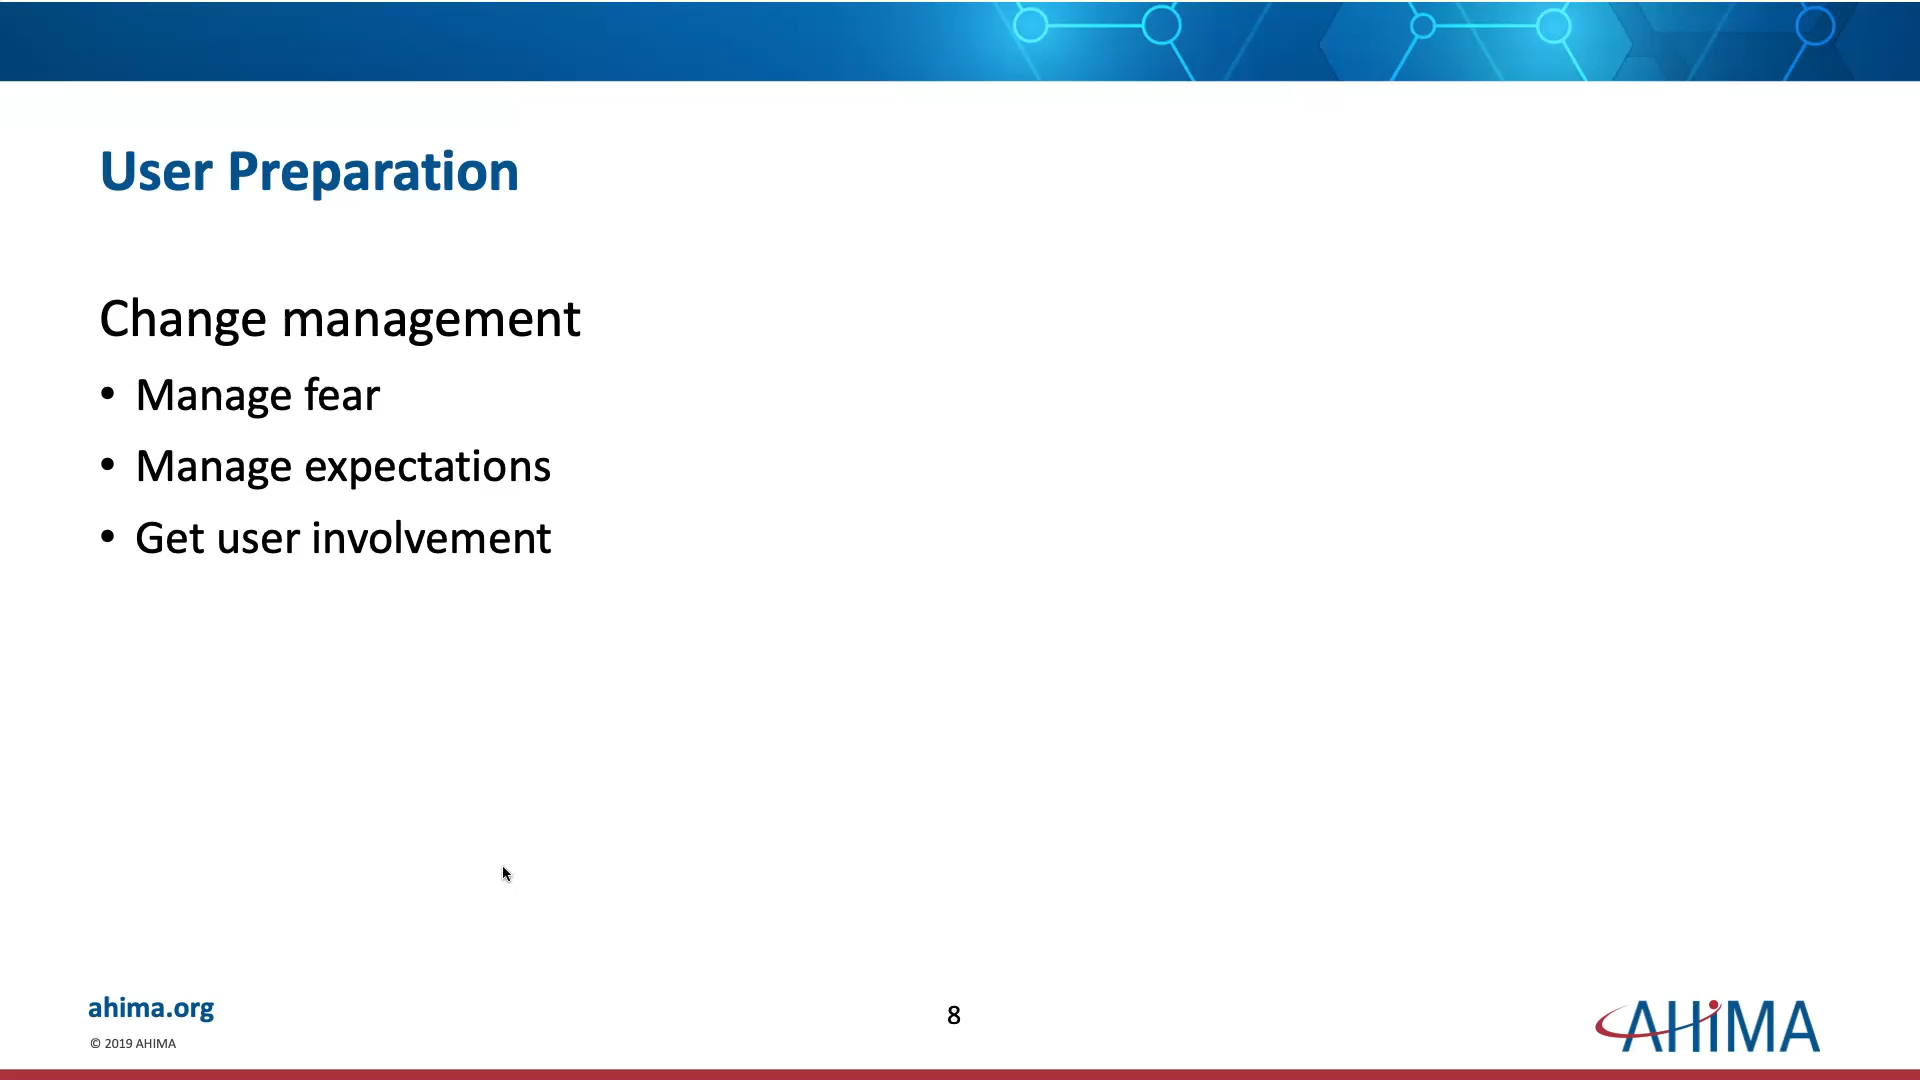 User Preparation
Change management
• Manage fear
• Manage expectations
• Get user involvement
ahima.org
8
© 2019 AHIMA
AHiMA